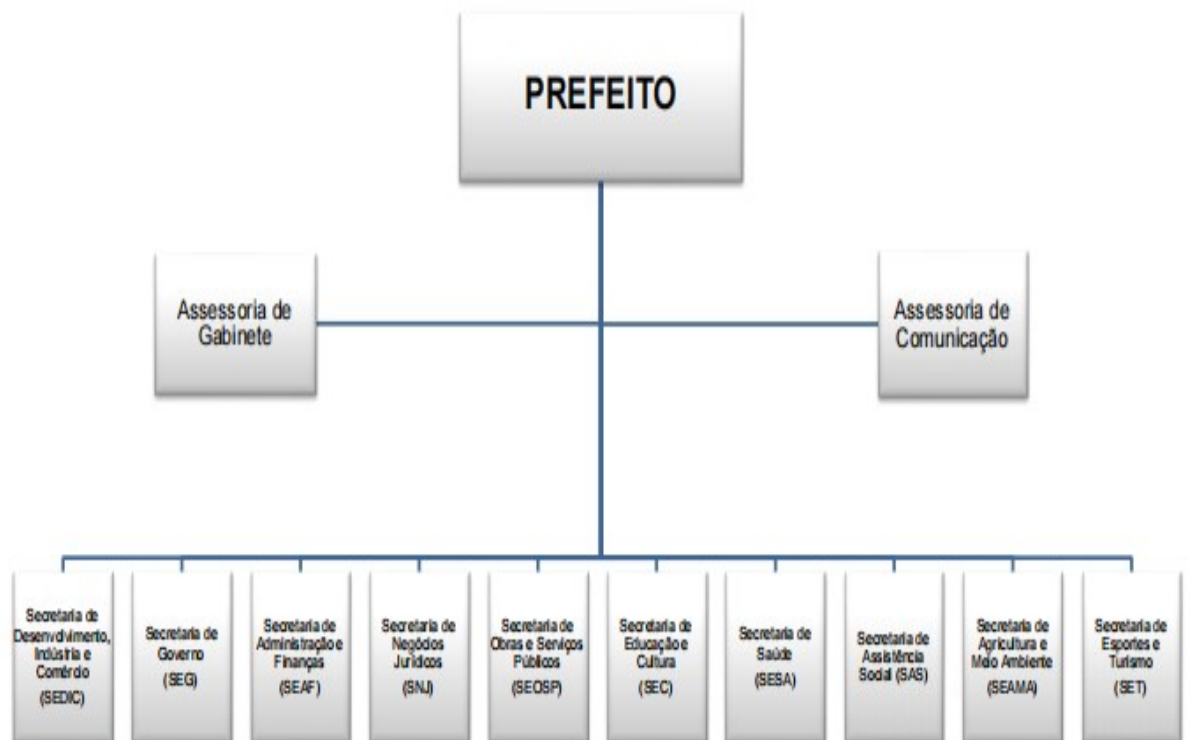 PREFEITO
Assessoria de
Gabinete
Assessoria de
Comunicação
Secretaria de
Desenvolvimento,
Indústria e
Comércio
(SEDIC)
Secretaria de
Governo
(SEG)
Secretaria de
Administração e
Finanças
(SEAF)
Secretaria de
Negócios
Jurídicos
(SNJ)
Secretaria de
Obras e Serviços
Públicos
(SEOSP)
Secretaria de
Educação e
Cultura
(SEC)
Secretaria de
Saúde
(SESA)
Secretaria de
Assistência
Social (SAS)
Secretaria de
Agricultura e
Meio Ambiente
(SEAMA)
Secretaria de
Esportes e
Turismo
(SET)